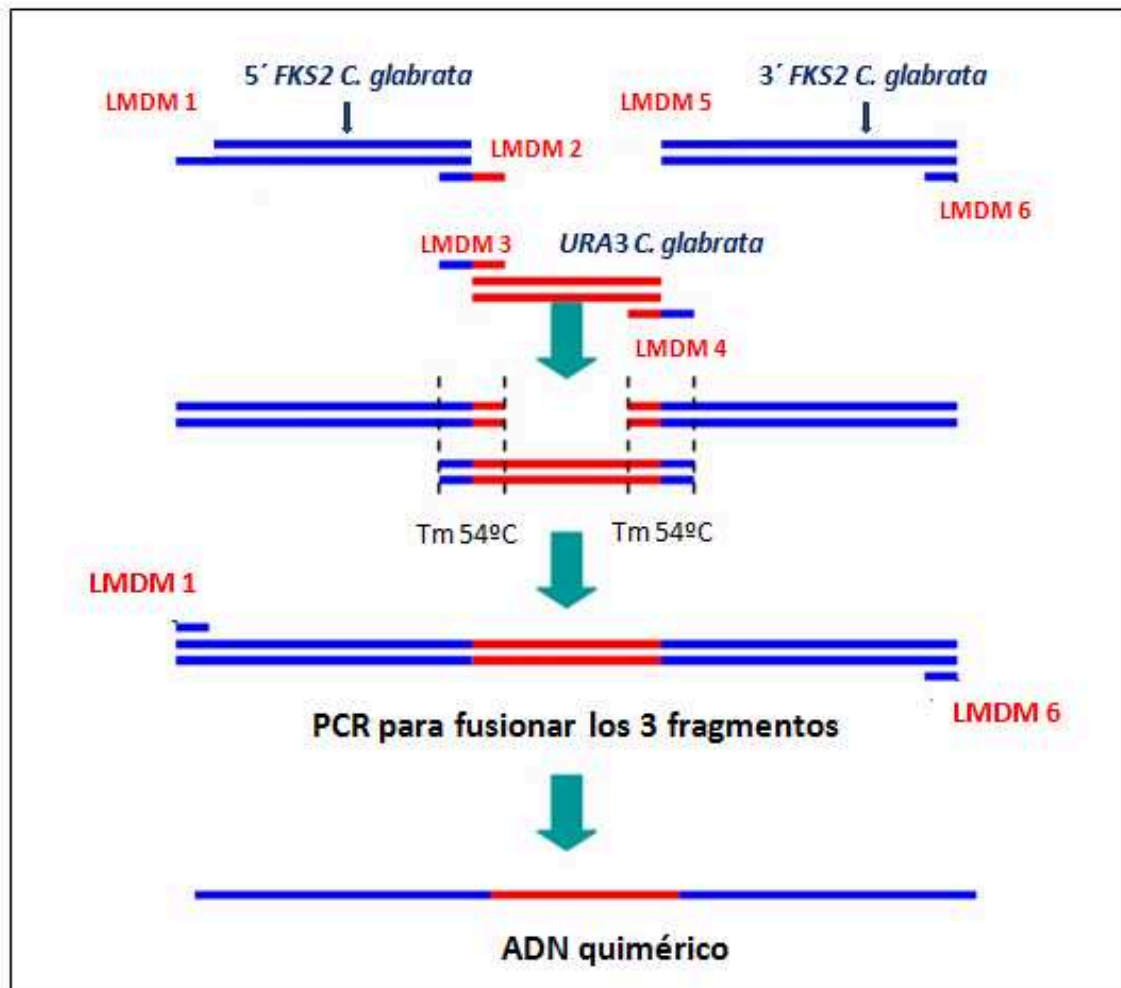 5´ FKS2 C. glabrata
3´ FKS2 C. glabrata
LMDM 1
LMDM 5
LMDM 2
LMDM 6
LMDM 3
URA3 C. glabrata
LMDM 4
Tm 54ºC
Tm 54ºC
LMDM 1
LMDM 6
PCR para fusionar los 3 fragmentos
ADN quimérico